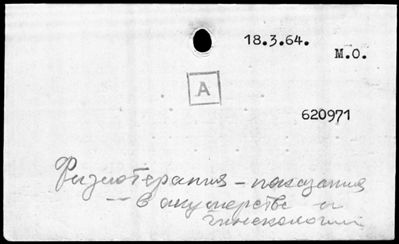 18.3.64.
М.О.
А
620971
Физиотерапия – показания
-- в акушерстве и
гинекологии